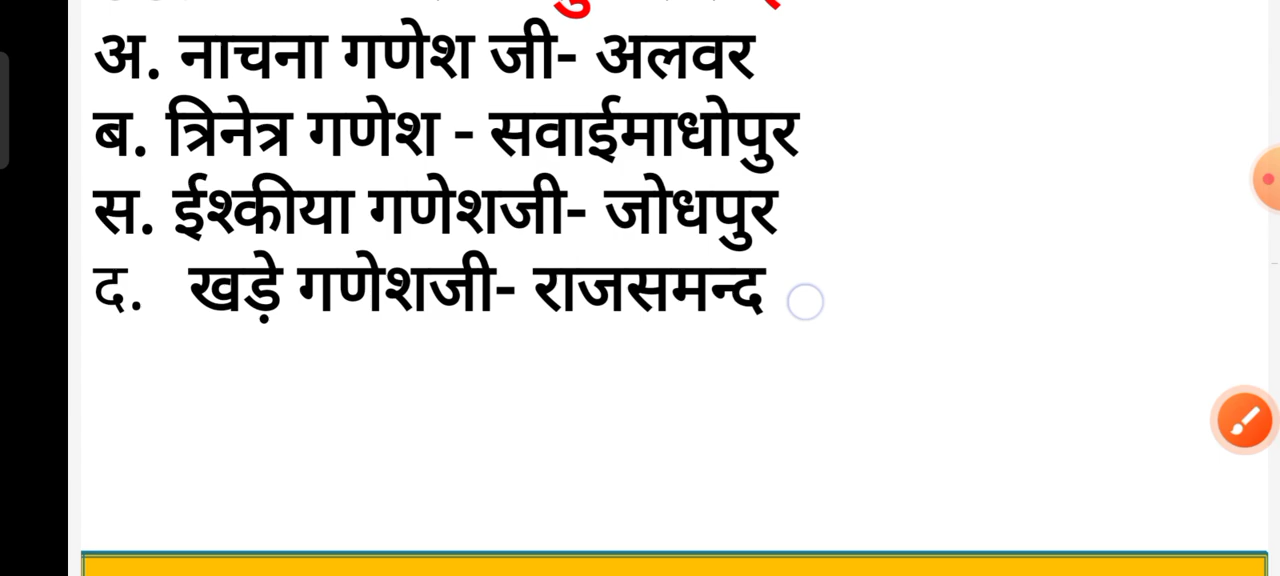 अ. नाचना गणेश जी- अलवर
ब. त्रिनेत्र गणेश - सवाईमाधोपुर
स. ईश्कीया गणेशजी- जोधपुर
द. खड़े गणेशजी- राजसमन्द